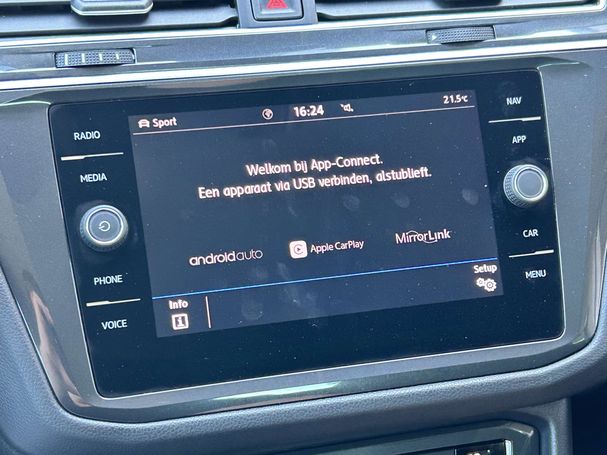 Sport 16:24 21.5°C
Welkom bij App-Connect.
Een apparaat via USB verbinden, alstublieft.
androidauto Apple CarPlay MirrorLink
Setup
Info
RADIO
MEDIA
PHONE
VOICE
NAV
APP
CAR
MENU